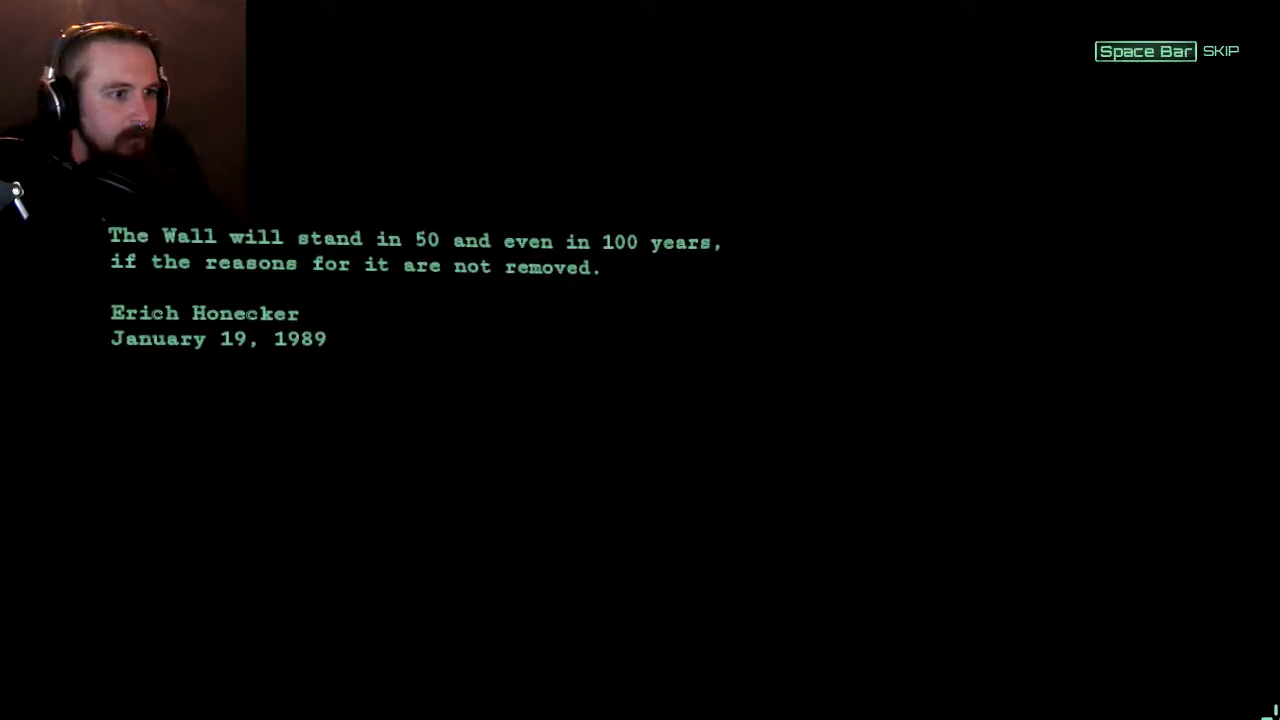 Space Bar SKIP
The Wall will stand in 50 and even in 100 years,
if the reasons for it are not removed.
Erich Honecker
January 19, 1989